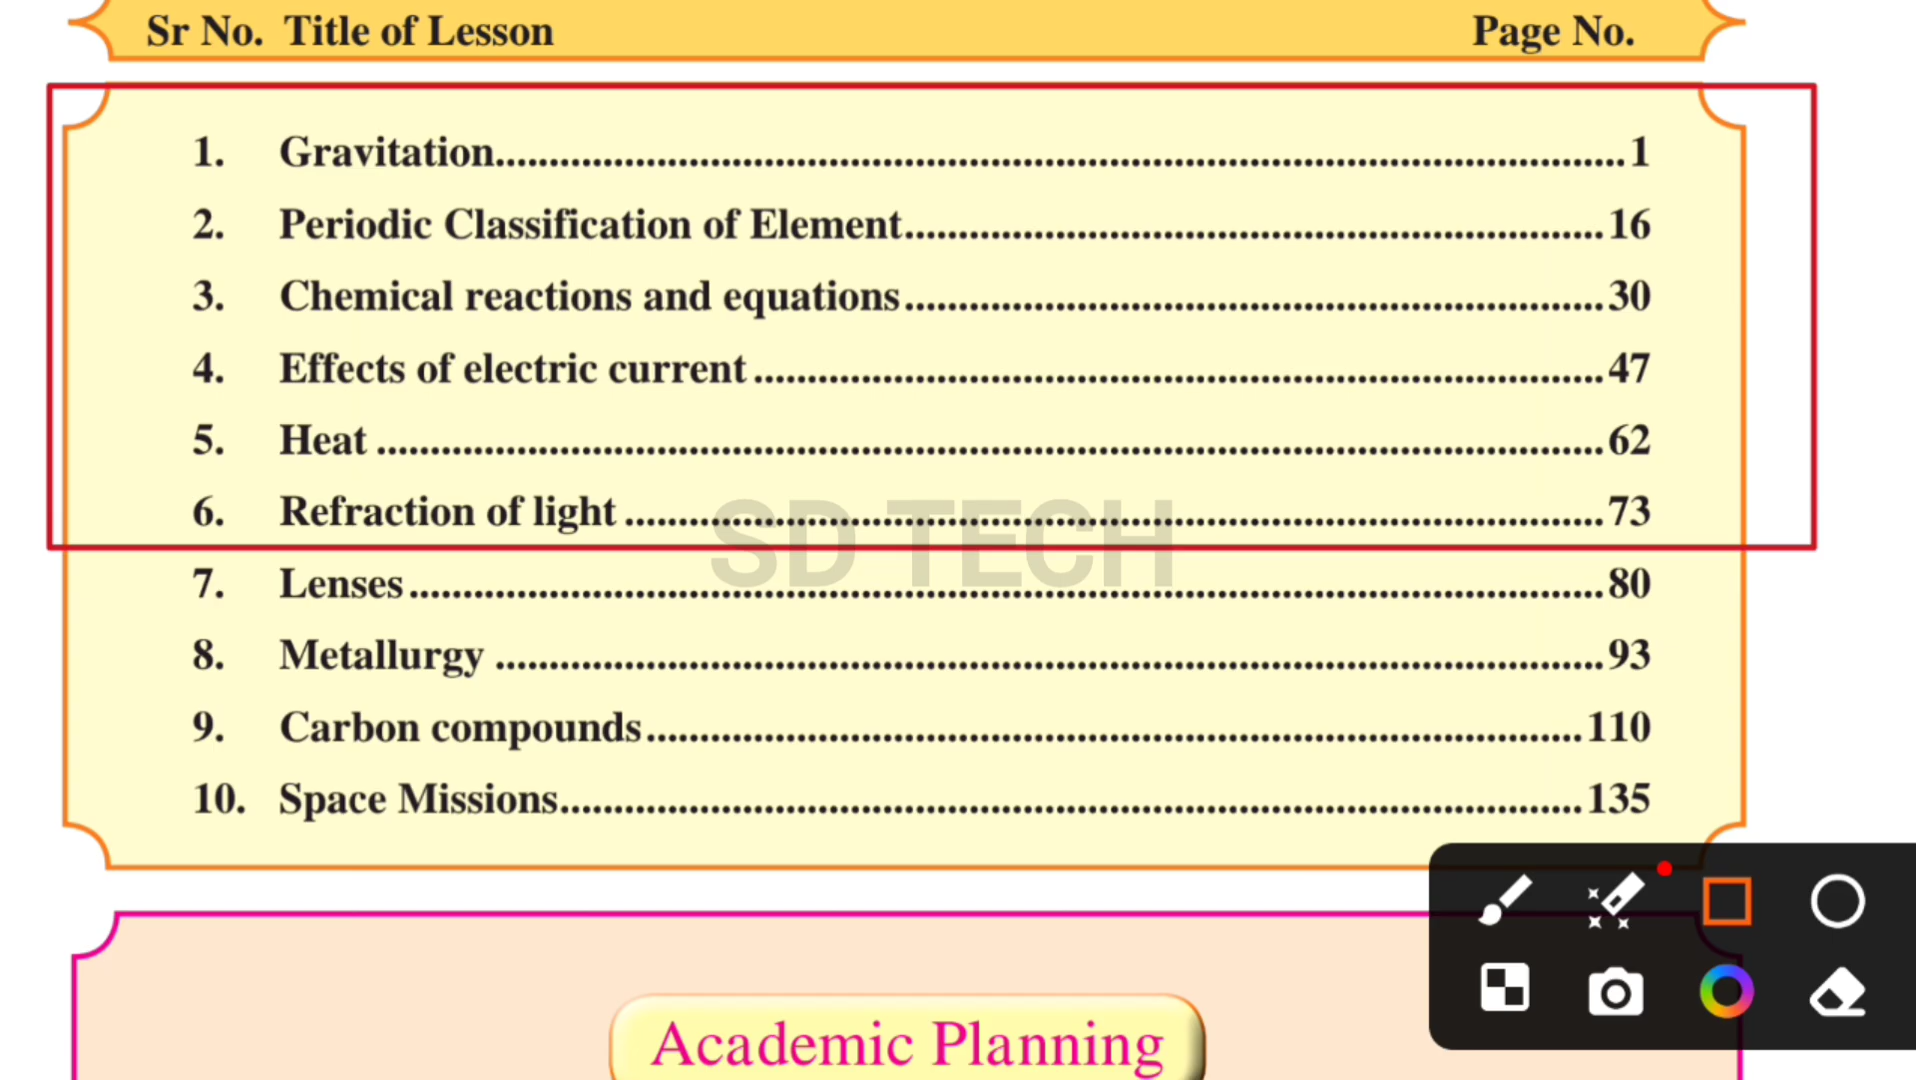 Sr No. Title of Lesson Page No.
1. Gravitation 1
2. Periodic Classification of Element 16
3. Chemical reactions and equations 30
4. Effects of electric current 47
5. Heat 62
6. Refraction of light 73
SD TECH
7. Lenses 80
8. Metallurgy 93
9. Carbon compounds 110
10. Space Missions 135
Academic Planning